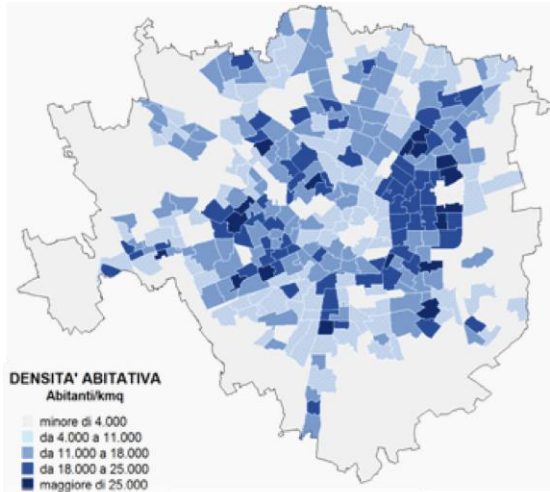 DENSITA' ABITATIVA
Abitanti/kmq
minore di 4.000
da 4.000 a 11.000
da 11.000 a 18.000
da 18.000 a 25.000
maggiore di 25.000